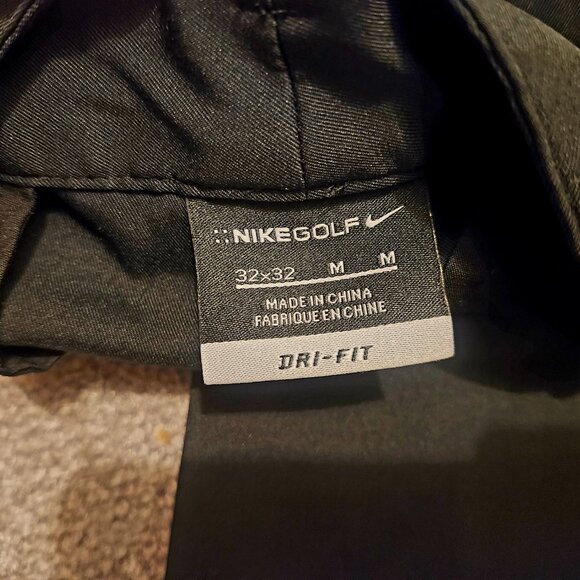 NIKEGOLF
32x32 M M
MADE IN CHINA
FABRIQUE EN CHINE
DRI-FIT